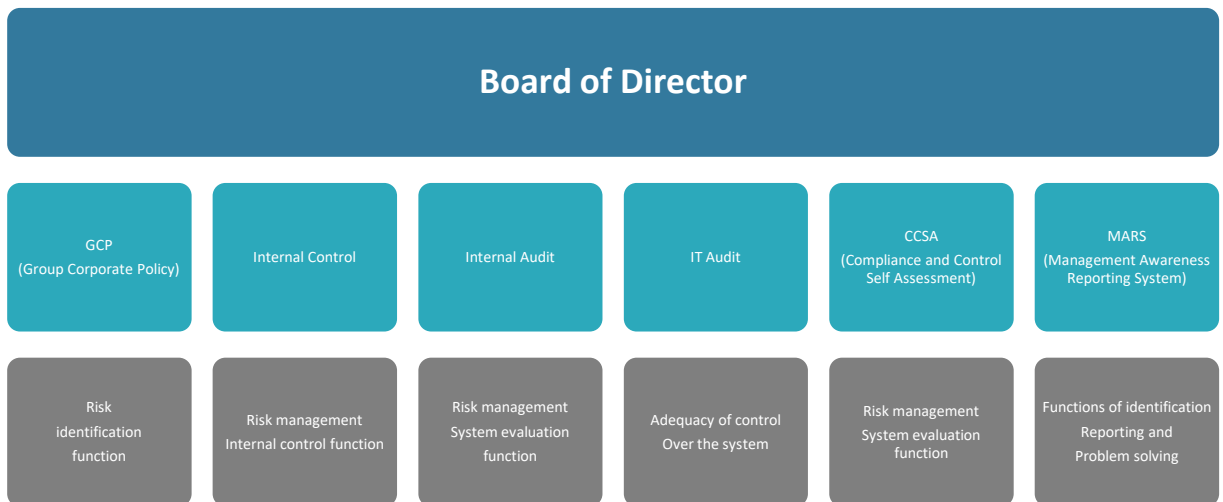 Board of Director
GCP
(Group Corporate Policy)
Internal Control
Internal Audit
IT Audit
CCSA
(Compliance and Control
Self Assessment)
MARS
(Management Awareness
Reporting System)
Risk
identification
function
Risk management
Internal control function
Risk management
System evaluation
function
Adequacy of control
Over the system
Risk management
System evaluation
function
Functions of identification
Reporting and
Problem solving